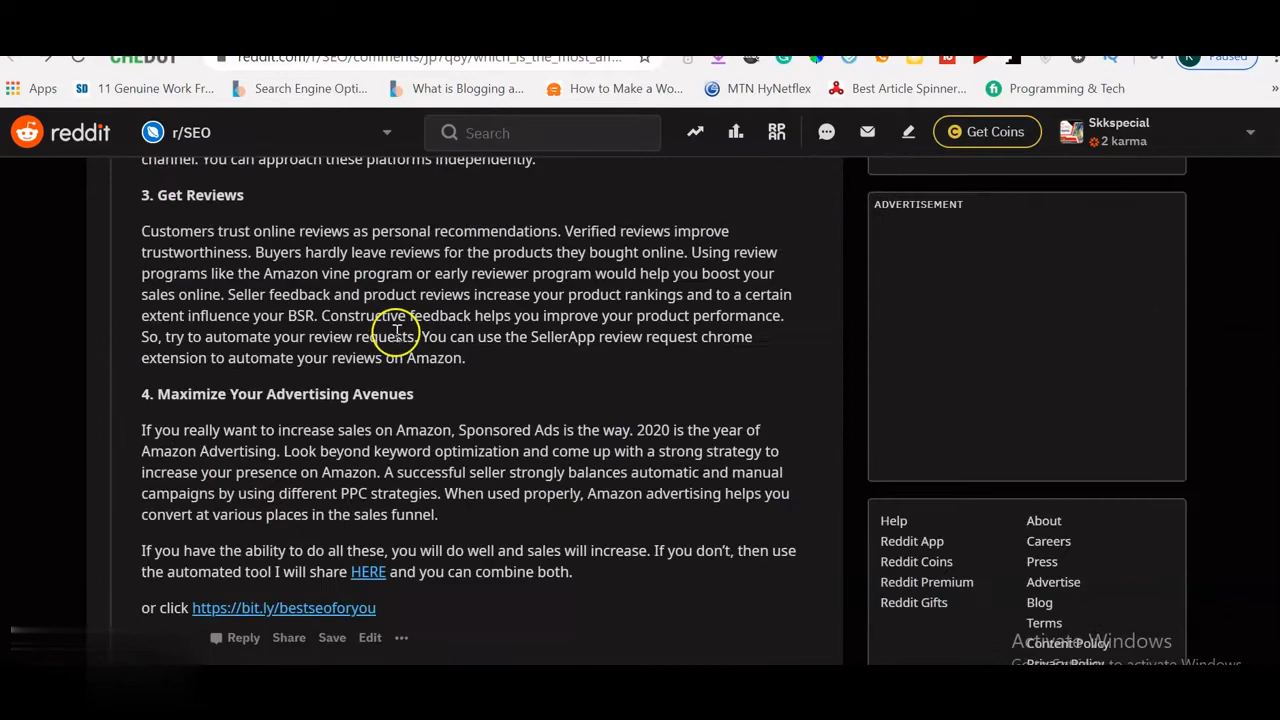 reddit.com/r/SEO/comments/jp7q8y/which_is_the_most_aff...
Paused
Apps
11 Genuine Work Fr...
Search Engine Opti...
What is Blogging a...
How to Make a Wo...
MTN HyNetflex
Best Article Spinner...
Programming & Tech
reddit
r/SEO
Search
Get Coins
Skkspecial
2 karma
channel. You can approach these platforms independently.
3. Get Reviews
Customers trust online reviews as personal recommendations. Verified reviews improve
trustworthiness. Buyers hardly leave reviews for the products they bought online. Using review
programs like the Amazon vine program or early reviewer program would help you boost your
sales online. Seller feedback and product reviews increase your product rankings and to a certain
extent influence your BSR. Constructive feedback helps you improve your product performance.
So, try to automate your review requests. You can use the SellerApp review request chrome
extension to automate your reviews on Amazon.
4. Maximize Your Advertising Avenues
If you really want to increase sales on Amazon, Sponsored Ads is the way. 2020 is the year of
Amazon Advertising. Look beyond keyword optimization and come up with a strong strategy to
increase your presence on Amazon. A successful seller strongly balances automatic and manual
campaigns by using different PPC strategies. When used properly, Amazon advertising helps you
convert at various places in the sales funnel.
If you have the ability to do all these, you will do well and sales will increase. If you don't, then use
the automated tool I will share HERE and you can combine both.
or click https://bit.ly/bestseoforyou
Reply Share Save Edit
ADVERTISEMENT
Help About
Reddit App Careers
Reddit Coins Press
Reddit Premium Advertise
Reddit Gifts Blog
Terms
Content Policy
Privacy Policy
Activate Windows
to activate Windows